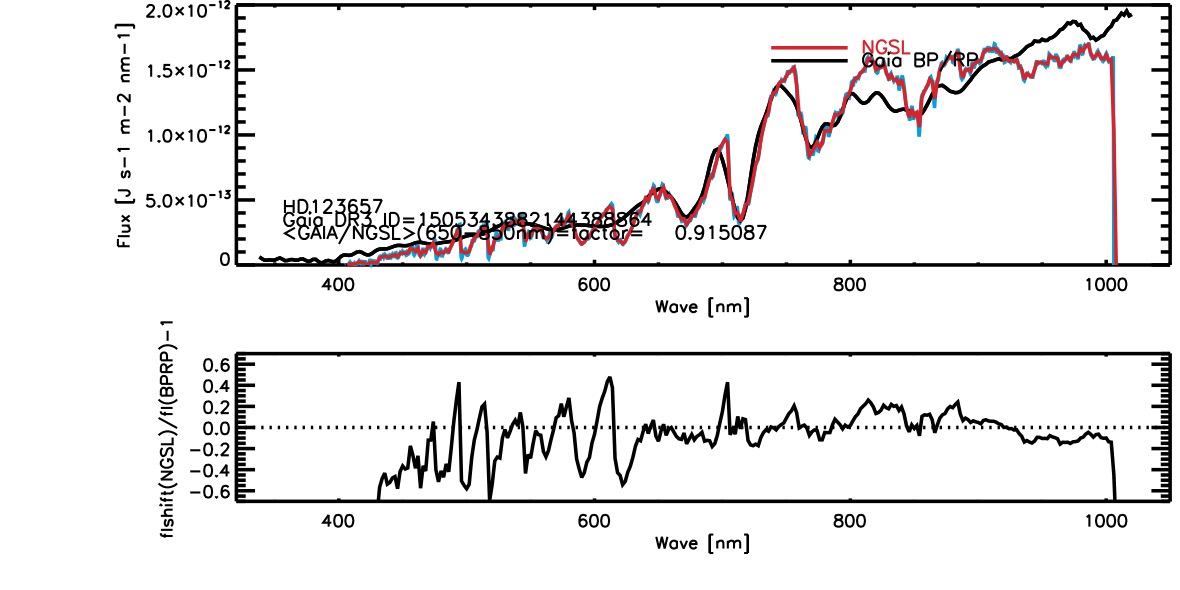 2.0×10⁻¹²
1.5×10⁻¹²
1.0×10⁻¹²
5.0×10⁻¹³
0
Flux [J s−1 m−2 nm−1]
NGSL
Gaia BP/RP
HD123657
Gaia DR3 ID=1505343882144388864
<GAIA/NGSL>(650−850nm)=factor= 0.915087
400 600 800 1000
Wave [nm]
0.6
0.4
0.2
0.0
−0.2
−0.4
−0.6
flshift(NGSL)/fl(BPRP)−1
400 600 800 1000
Wave [nm]